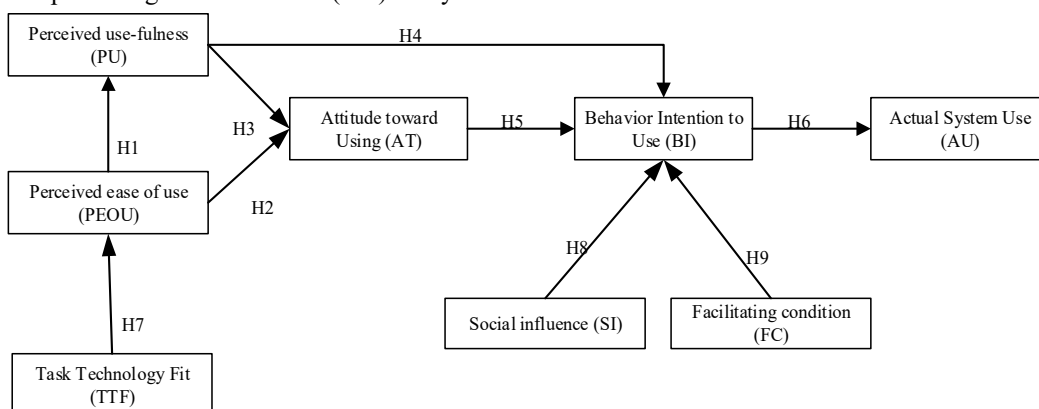 Perceived use-fulness
(PU)
H4
Attitude toward
Using (AT)
Behavior Intention to
Use (BI)
Actual System Use
(AU)
H3
H5
H6
H1
Perceived ease of use
(PEOU)
H2
H8
H9
Social influence (SI)
Facilitating condition
(FC)
H7
Task Technology Fit
(TTF)